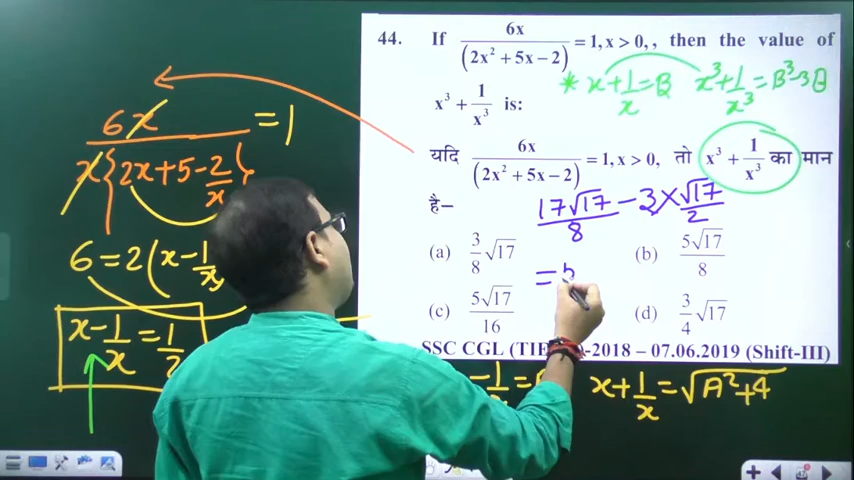 44. If 6x / (2x² + 5x − 2) = 1, x > 0, , then the value of
x³ + 1/x³ is:
* x + 1/x = B x³ + 1/x³ = B³ − 3B
यदि 6x / (2x² + 5x − 2) = 1, x > 0, तो x³ + 1/x³ का मान
है−
(a) 3/8 √17
(b) 5√17 / 8
(c) 5√17 / 16
(d) 3/4 √17
SSC CGL (TIE -2018 – 07.06.2019 (Shift-III)
6x / x{2x + 5 − 2/x} = 1
6 = 2(x − 1/x
x − 1/x = 1/2
17√17 / 8 − 3 × √17 / 2
= 5
− 1/ =
x + 1/x = √A² + 4